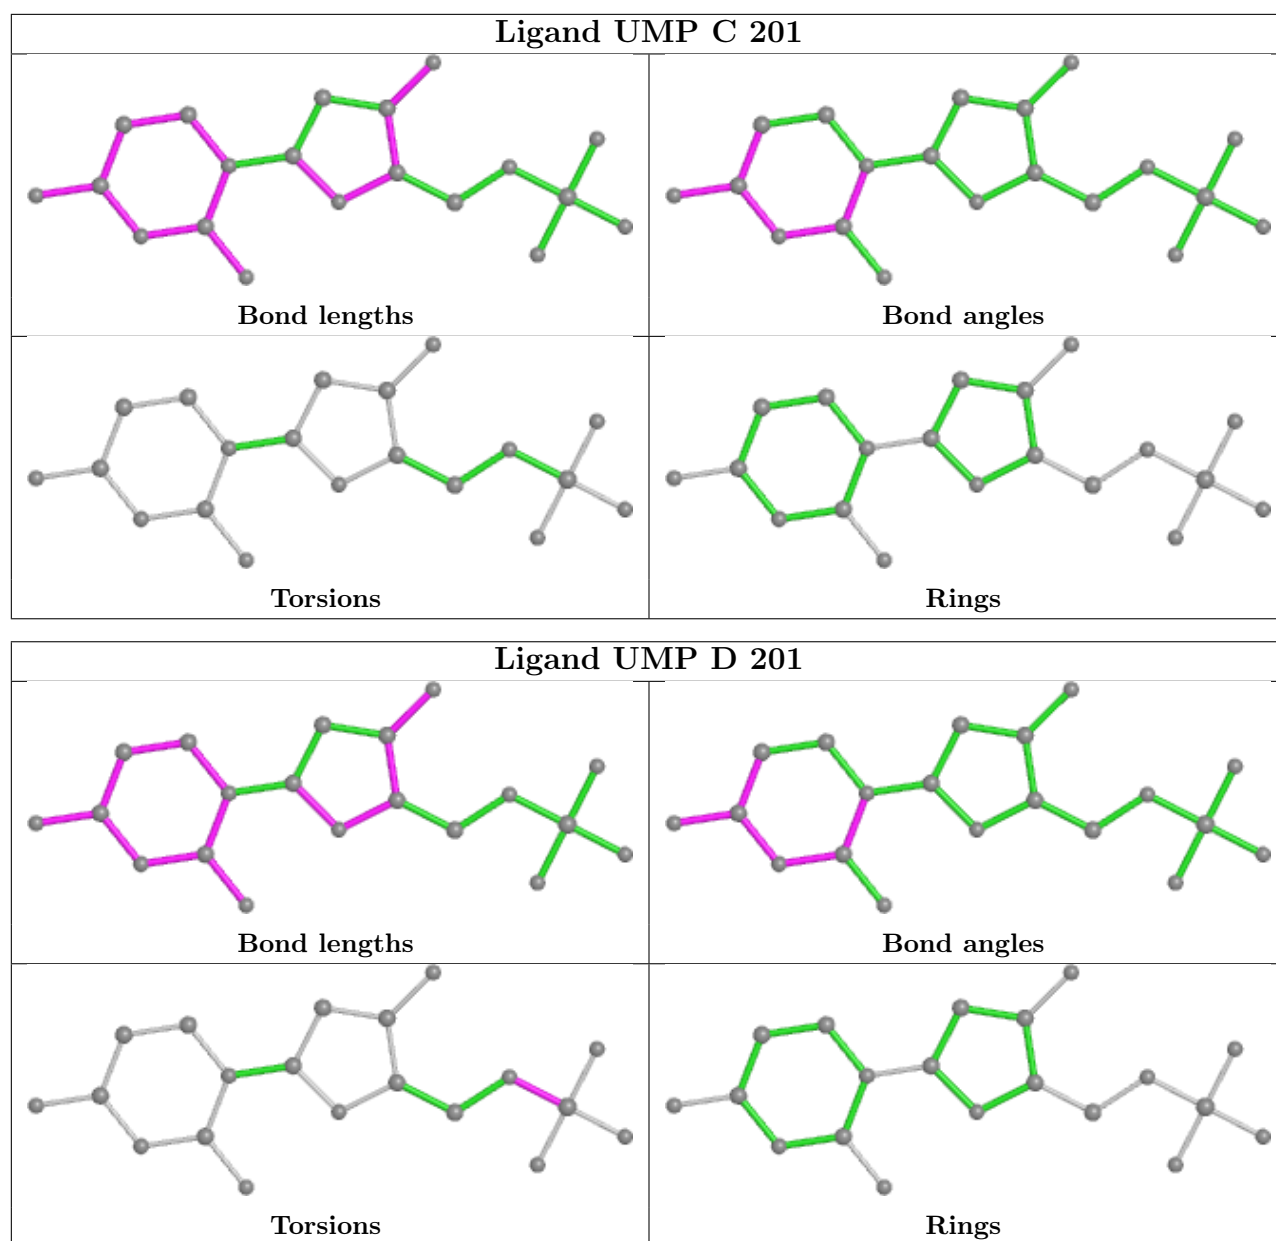 Ligand UMP C 201
Bond lengths
Bond angles
Torsions
Rings
Ligand UMP D 201
Bond lengths
Bond angles
Torsions
Rings